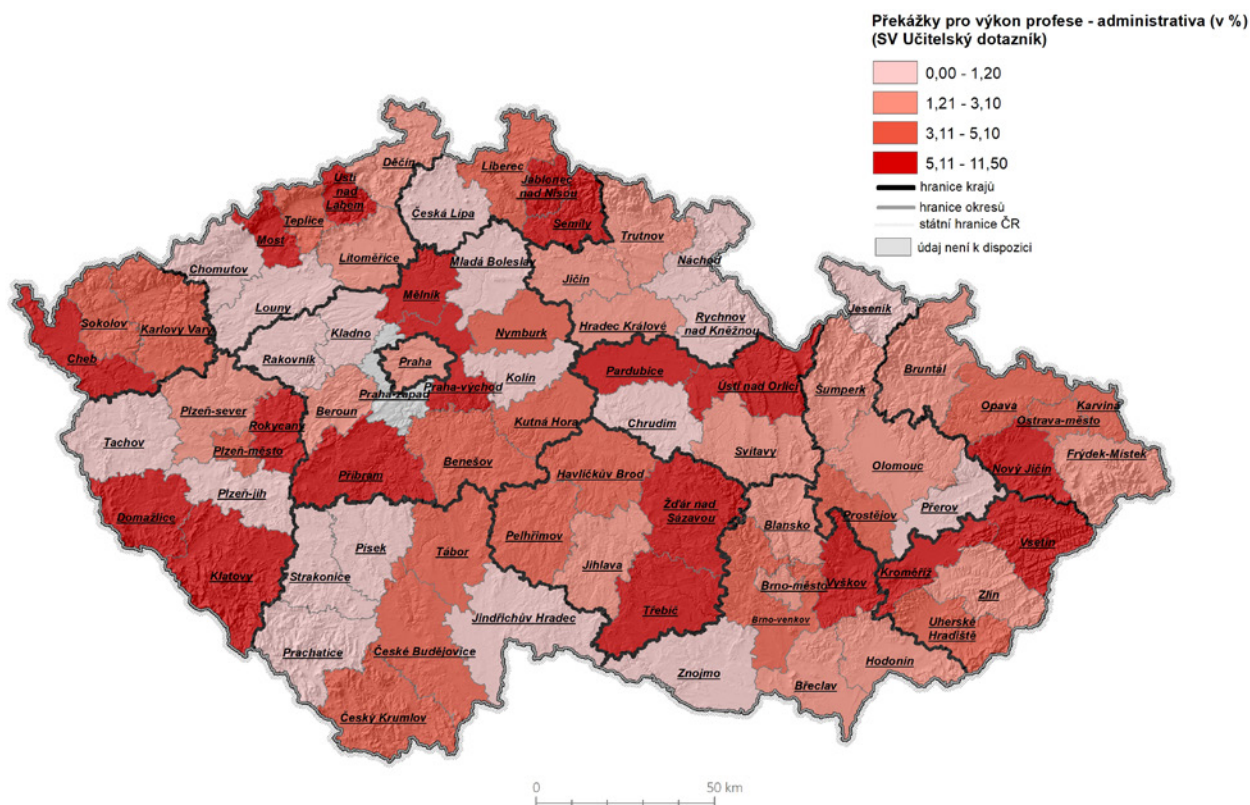 Překážky pro výkon profese - administrativa (v %)
(SV Učitelský dotazník)
0,00 - 1,20
1,21 - 3,10
3,11 - 5,10
5,11 - 11,50
hranice krajů
hranice okresů
státní hranice ČR
údaj není k dispozici
Děčín
Liberec
Jablonec
nad Nisou
Ústí
nad
Labem
Teplice
Česká Lípa
Semily
Most
Trutnov
Litoměřice
Chomutov
Mladá Boleslav
Náchod
Jičín
Mělník
Louny
Jeseník
Rychnov
nad Kněžnou
Sokolov
Karlovy Vary
Kladno
Nymburk
Hradec Králové
Cheb
Rakovník
Praha
Kolín
Pardubice
Bruntál
Praha-východ
Ústí nad Orlicí
Šumperk
Praha-západ
Plzeň-sever
Beroun
Opava
Karviná
Kutná Hora
Chrudim
Ostrava-město
Rokycany
Tachov
Plzeň-město
Svitavy
Frýdek-Místek
Benešov
Olomouc
Nový Jičín
Příbram
Havlíčkův Brod
Plzeň-jih
Přerov
Žďár nad
Sázavou
Prostějov
Domažlice
Blansko
Pelhřimov
Vsetín
Písek
Tábor
Jihlava
Kroměříž
Klatovy
Strakonice
Brno-město
Vyškov
Zlín
Třebíč
Jindřichův Hradec
Brno-venkov
Uherské
Hradiště
Prachatice
České Budějovice
Hodonín
Znojmo
Břeclav
Český Krumlov
0
50 km